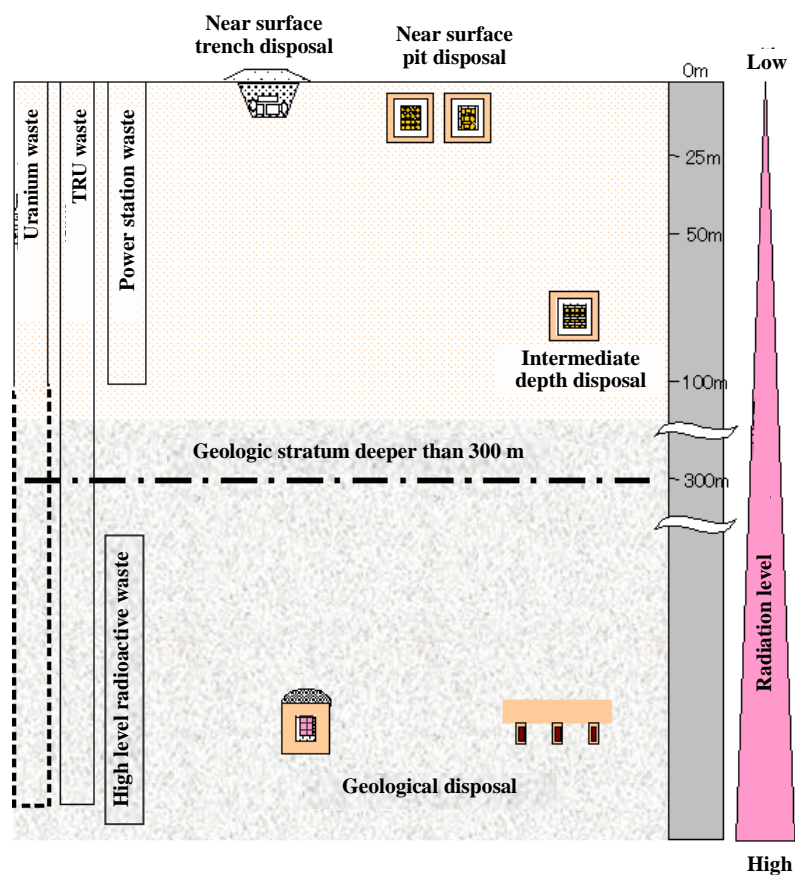 Near surface
trench disposal
Near surface
pit disposal
Low
0m
Uranium waste
TRU waste
Power station waste
25m
50m
Intermediate
depth disposal
100m
Geologic stratum deeper than 300 m
300m
High level radioactive waste
Radiation level
Geological disposal
High